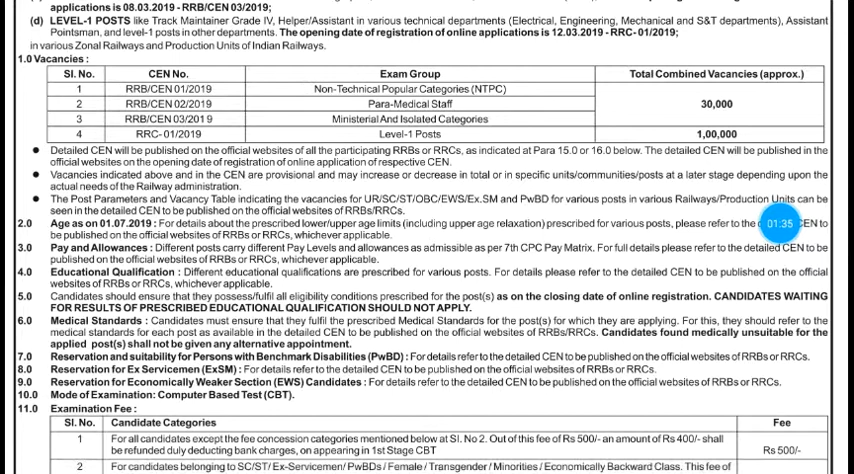 applications is 08.03.2019 - RRB/CEN 03/2019;
(d) LEVEL-1 POSTS like Track Maintainer Grade IV, Helper/Assistant in various technical departments (Electrical, Engineering, Mechanical and S&T departments), Assistant
Pointsman, and level-1 posts in other departments. The opening date of registration of online applications is 12.03.2019 - RRC- 01/2019;
in various Zonal Railways and Production Units of Indian Railways.
1.0 Vacancies :
Sl. No. CEN No. Exam Group Total Combined Vacancies (approx.)
1 RRB/CEN 01/2019 Non-Technical Popular Categories (NTPC)
2 RRB/CEN 02/2019 Para-Medical Staff 30,000
3 RRB/CEN 03/2019 Ministerial And Isolated Categories
4 RRC- 01/2019 Level-1 Posts 1,00,000
● Detailed CEN will be published on the official websites of all the participating RRBs or RRCs, as indicated at Para 15.0 or 16.0 below. The detailed CEN will be published in the
official websites on the opening date of registration of online application of respective CEN.
● Vacancies indicated above and in the CEN are provisional and may increase or decrease in total or in specific units/communities/posts at a later stage depending upon the
actual needs of the Railway administration.
● The Post Parameters and Vacancy Table indicating the vacancies for UR/SC/ST/OBC/EWS/Ex.SM and PwBD for various posts in various Railways/Production Units can be
seen in the detailed CEN to be published on the official websites of RRBs/RRCs.
2.0 Age as on 01.07.2019 : For details about the prescribed lower/upper age limits (including upper age relaxation) prescribed for various posts, please refer to the 01:35 CEN to
be published on the official websites of RRBs or RRCs, whichever applicable.
3.0 Pay and Allowances : Different posts carry different Pay Levels and allowances as admissible as per 7th CPC Pay Matrix. For full details please refer to the detailed CEN to be
published on the official websites of RRBs or RRCs, whichever applicable.
4.0 Educational Qualification : Different educational qualifications are prescribed for various posts. For details please refer to the detailed CEN to be published on the official
websites of RRBs or RRCs, whichever applicable.
5.0 Candidates should ensure that they possess/fulfil all eligibility conditions prescribed for the post(s) as on the closing date of online registration. CANDIDATES WAITING
FOR RESULTS OF PRESCRIBED EDUCATIONAL QUALIFICATION SHOULD NOT APPLY.
6.0 Medical Standards : Candidates must ensure that they fulfil the prescribed Medical Standards for the post(s) for which they are applying. For this, they should refer to the
medical standards for each post as available in the detailed CEN to be published on the official websites of RRBs/RRCs. Candidates found medically unsuitable for the
applied post(s) shall not be given any alternative appointment.
7.0 Reservation and suitability for Persons with Benchmark Disabilities (PwBD) : For details refer to the detailed CEN to be published on the official websites of RRBs or RRCs.
8.0 Reservation for Ex Servicemen (ExSM) : For details refer to the detailed CEN to be published on the official websites of RRBs or RRCs.
9.0 Reservation for Economically Weaker Section (EWS) Candidates : For details refer to the detailed CEN to be published on the official websites of RRBs or RRCs.
10.0 Mode of Examination: Computer Based Test (CBT).
11.0 Examination Fee :
Sl. No. Candidate Categories Fee
1 For all candidates except the fee concession categories mentioned below at Sl. No 2. Out of this fee of Rs 500/- an amount of Rs 400/- shall
be refunded duly deducting bank charges, on appearing in 1st Stage CBT Rs 500/-
2 For candidates belonging to SC/ST/ Ex-Servicemen/ PwBDs / Female / Transgender / Minorities / Economically Backward Class. This fee of